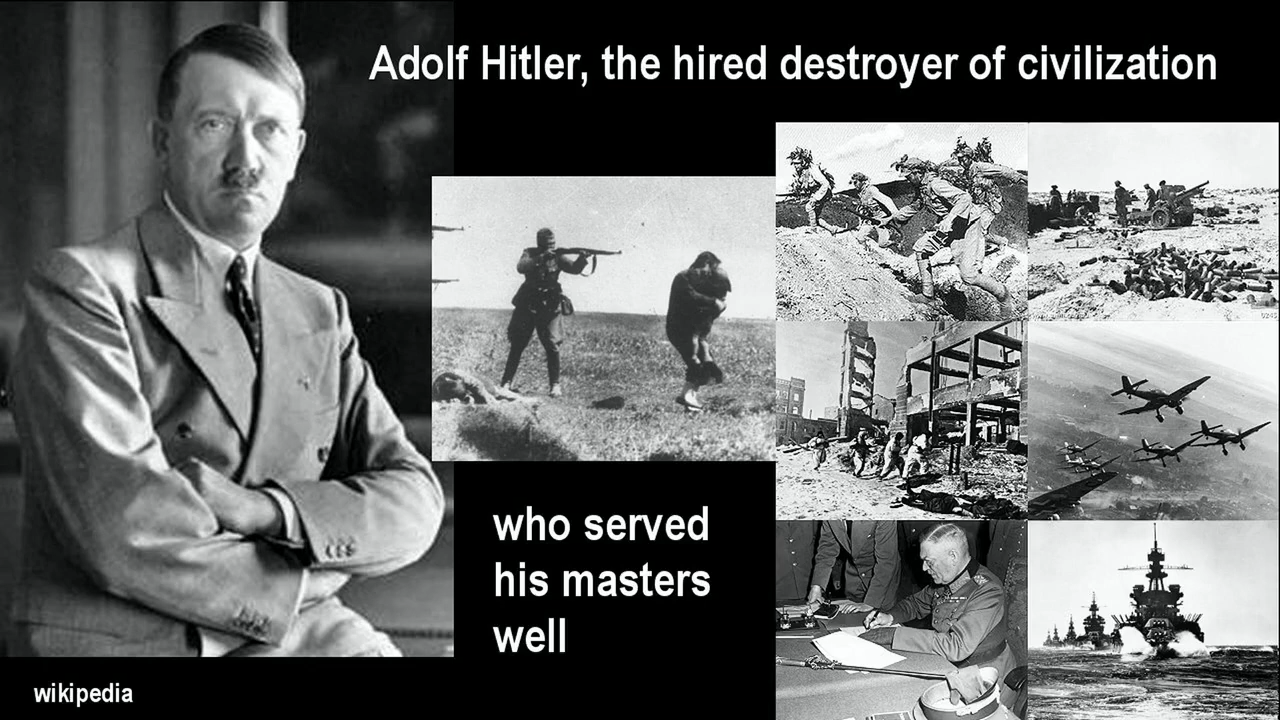 Adolf Hitler, the hired destroyer of civilization
who served
his masters
well
wikipedia